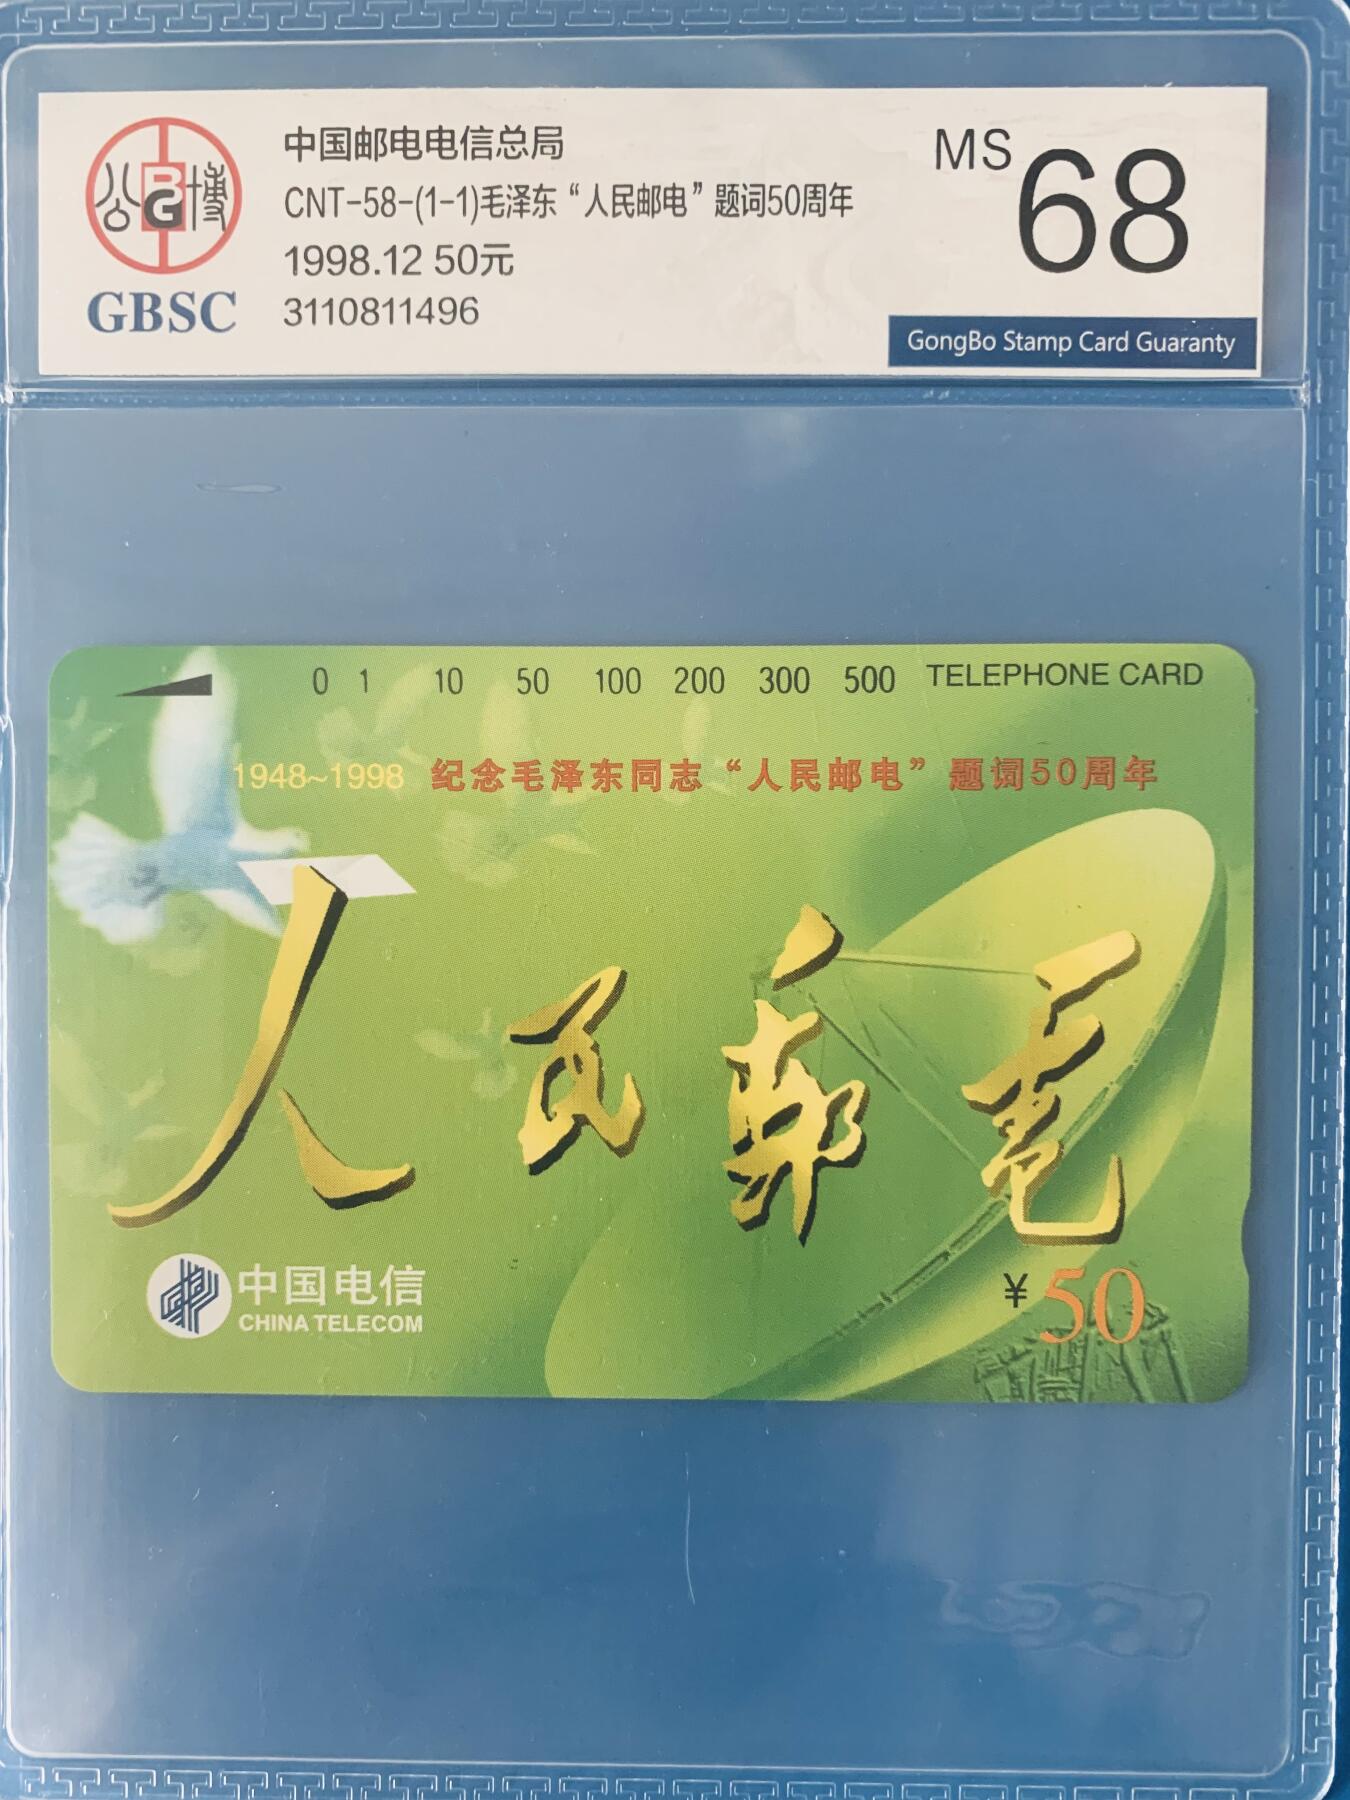 公 BG 博
GBSC
中国邮电电信总局
CNT-58-(1-1)毛泽东“人民邮电”题词50周年
1998.12 50元
3110811496
MS 68
GongBo Stamp Card Guaranty
0 1 10 50 100 200 300 500 TELEPHONE CARD
1948~1998 纪念毛泽东同志“人民邮电”题词50周年
人民邮电
中国电信
CHINA TELECOM
¥50